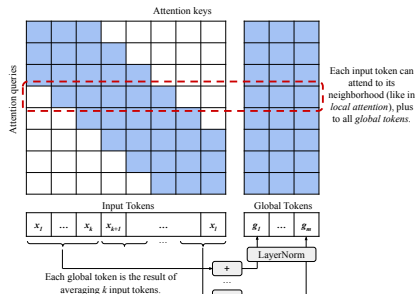 Attention keys
Attention queries
Each input token can
attend to its
neighborhood (like in
local attention), plus
to all global tokens.
Input Tokens
Global Tokens
x1 ... xk xk+1 ... xl
g1 ... gm
LayerNorm
Each global token is the result of
averaging k input tokens.
+
...